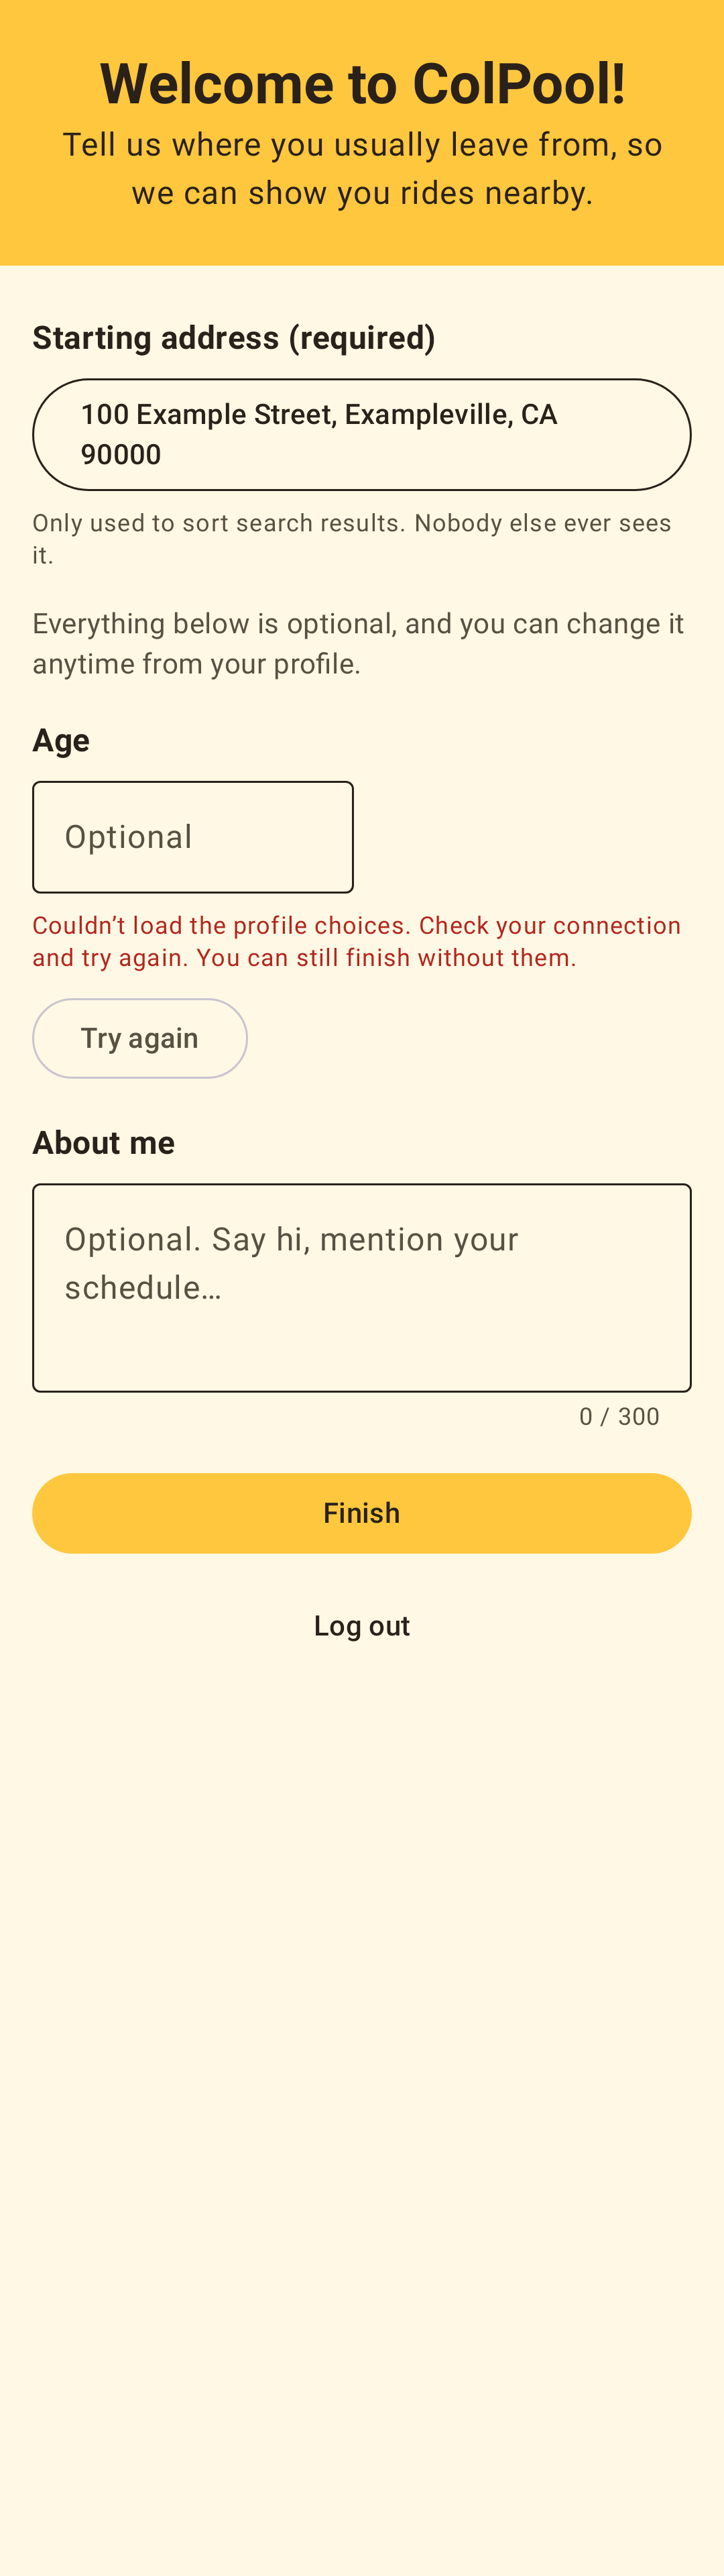 Welcome to ColPool!
Tell us where you usually leave from, so
we can show you rides nearby.
Starting address (required)
100 Example Street, Exampleville, CA
90000
Only used to sort search results. Nobody else ever sees
it.
Everything below is optional, and you can change it
anytime from your profile.
Age
Optional
Couldn’t load the profile choices. Check your connection
and try again. You can still finish without them.
Try again
About me
Optional. Say hi, mention your
schedule…
0 / 300
Finish
Log out